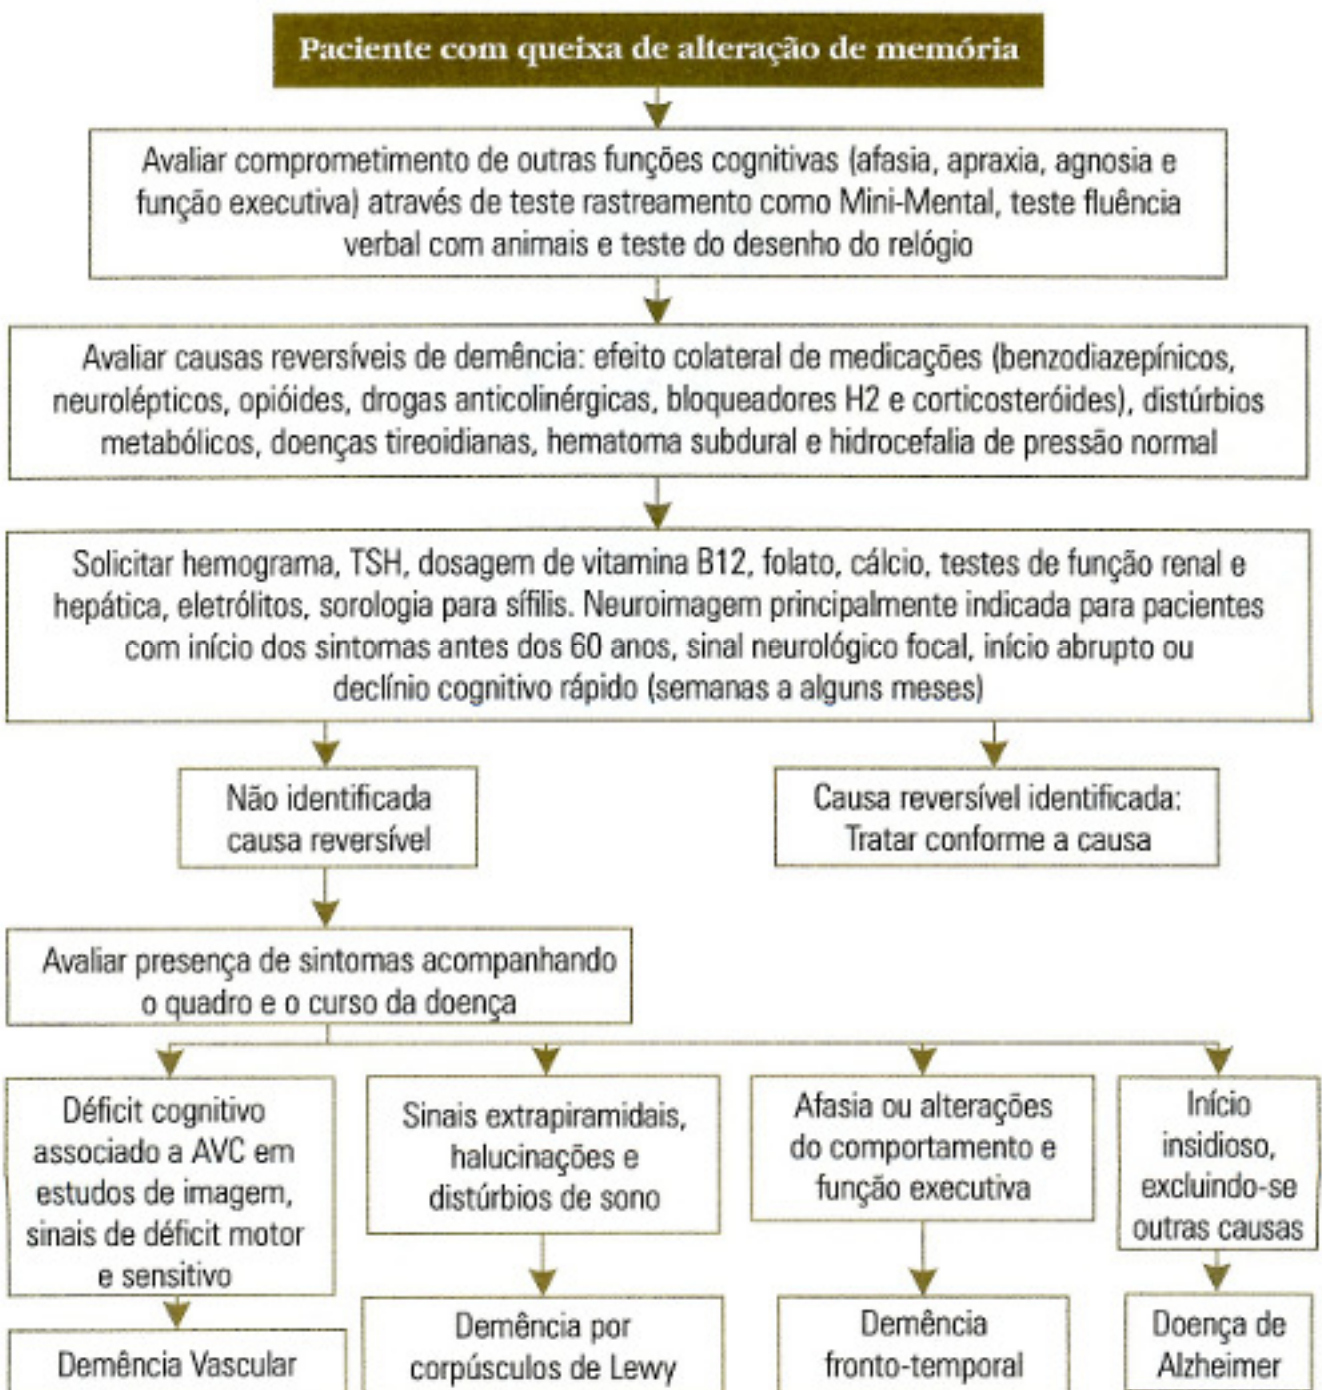 Paciente com queixa de alteração de memória
Avaliar comprometimento de outras funções cognitivas (afasia, apraxia, agnosia e
função executiva) através de teste rastreamento como Mini-Mental, teste fluência
verbal com animais e teste do desenho do relógio
Avaliar causas reversíveis de demência: efeito colateral de medicações (benzodiazepínicos,
neurolépticos, opióides, drogas anticolinérgicas, bloqueadores H2 e corticosteróides), distúrbios
metabólicos, doenças tireoidianas, hematoma subdural e hidrocefalia de pressão normal
Solicitar hemograma, TSH, dosagem de vitamina B12, folato, cálcio, testes de função renal e
hepática, eletrólitos, sorologia para sífilis. Neuroimagem principalmente indicada para pacientes
com início dos sintomas antes dos 60 anos, sinal neurológico focal, início abrupto ou
declínio cognitivo rápido (semanas a alguns meses)
Não identificada
causa reversível
Causa reversível identificada:
Tratar conforme a causa
Avaliar presença de sintomas acompanhando
o quadro e o curso da doença
Déficit cognitivo
associado a AVC em
estudos de imagem,
sinais de déficit motor
e sensitivo
Demência Vascular
Sinais extrapiramidais,
halucinações e
distúrbios de sono
Demência por
corpúsculos de Lewy
Afasia ou alterações
do comportamento e
função executiva
Demência
fronto-temporal
Início
insidioso,
excluindo-se
outras causas
Doença de
Alzheimer